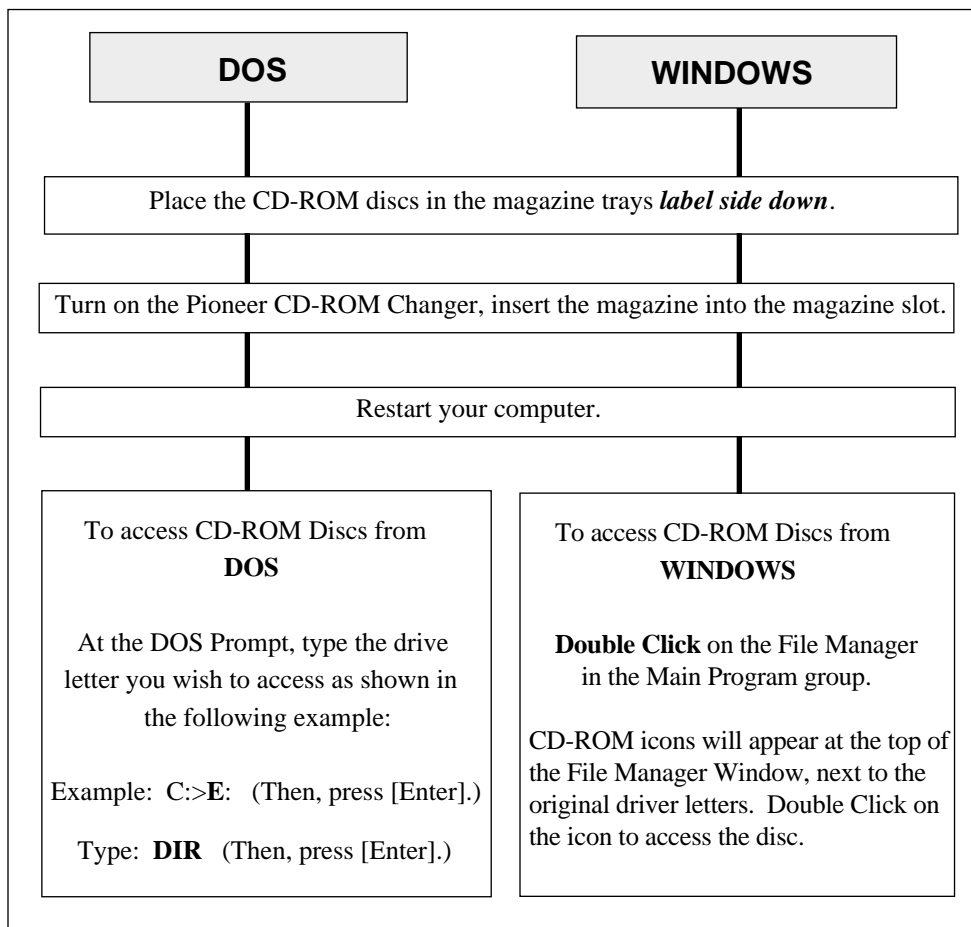 DOS
WINDOWS
Place the CD-ROM discs in the magazine trays label side down.
Turn on the Pioneer CD-ROM Changer, insert the magazine into the magazine slot.
Restart your computer.
To access CD-ROM Discs from
DOS
At the DOS Prompt, type the drive
letter you wish to access as shown in
the following example:
Example: C:>E: (Then, press [Enter].)
Type: DIR (Then, press [Enter].)
To access CD-ROM Discs from
WINDOWS
Double Click on the File Manager
in the Main Program group.
CD-ROM icons will appear at the top of
the File Manager Window, next to the
original driver letters. Double Click on
the icon to access the disc.